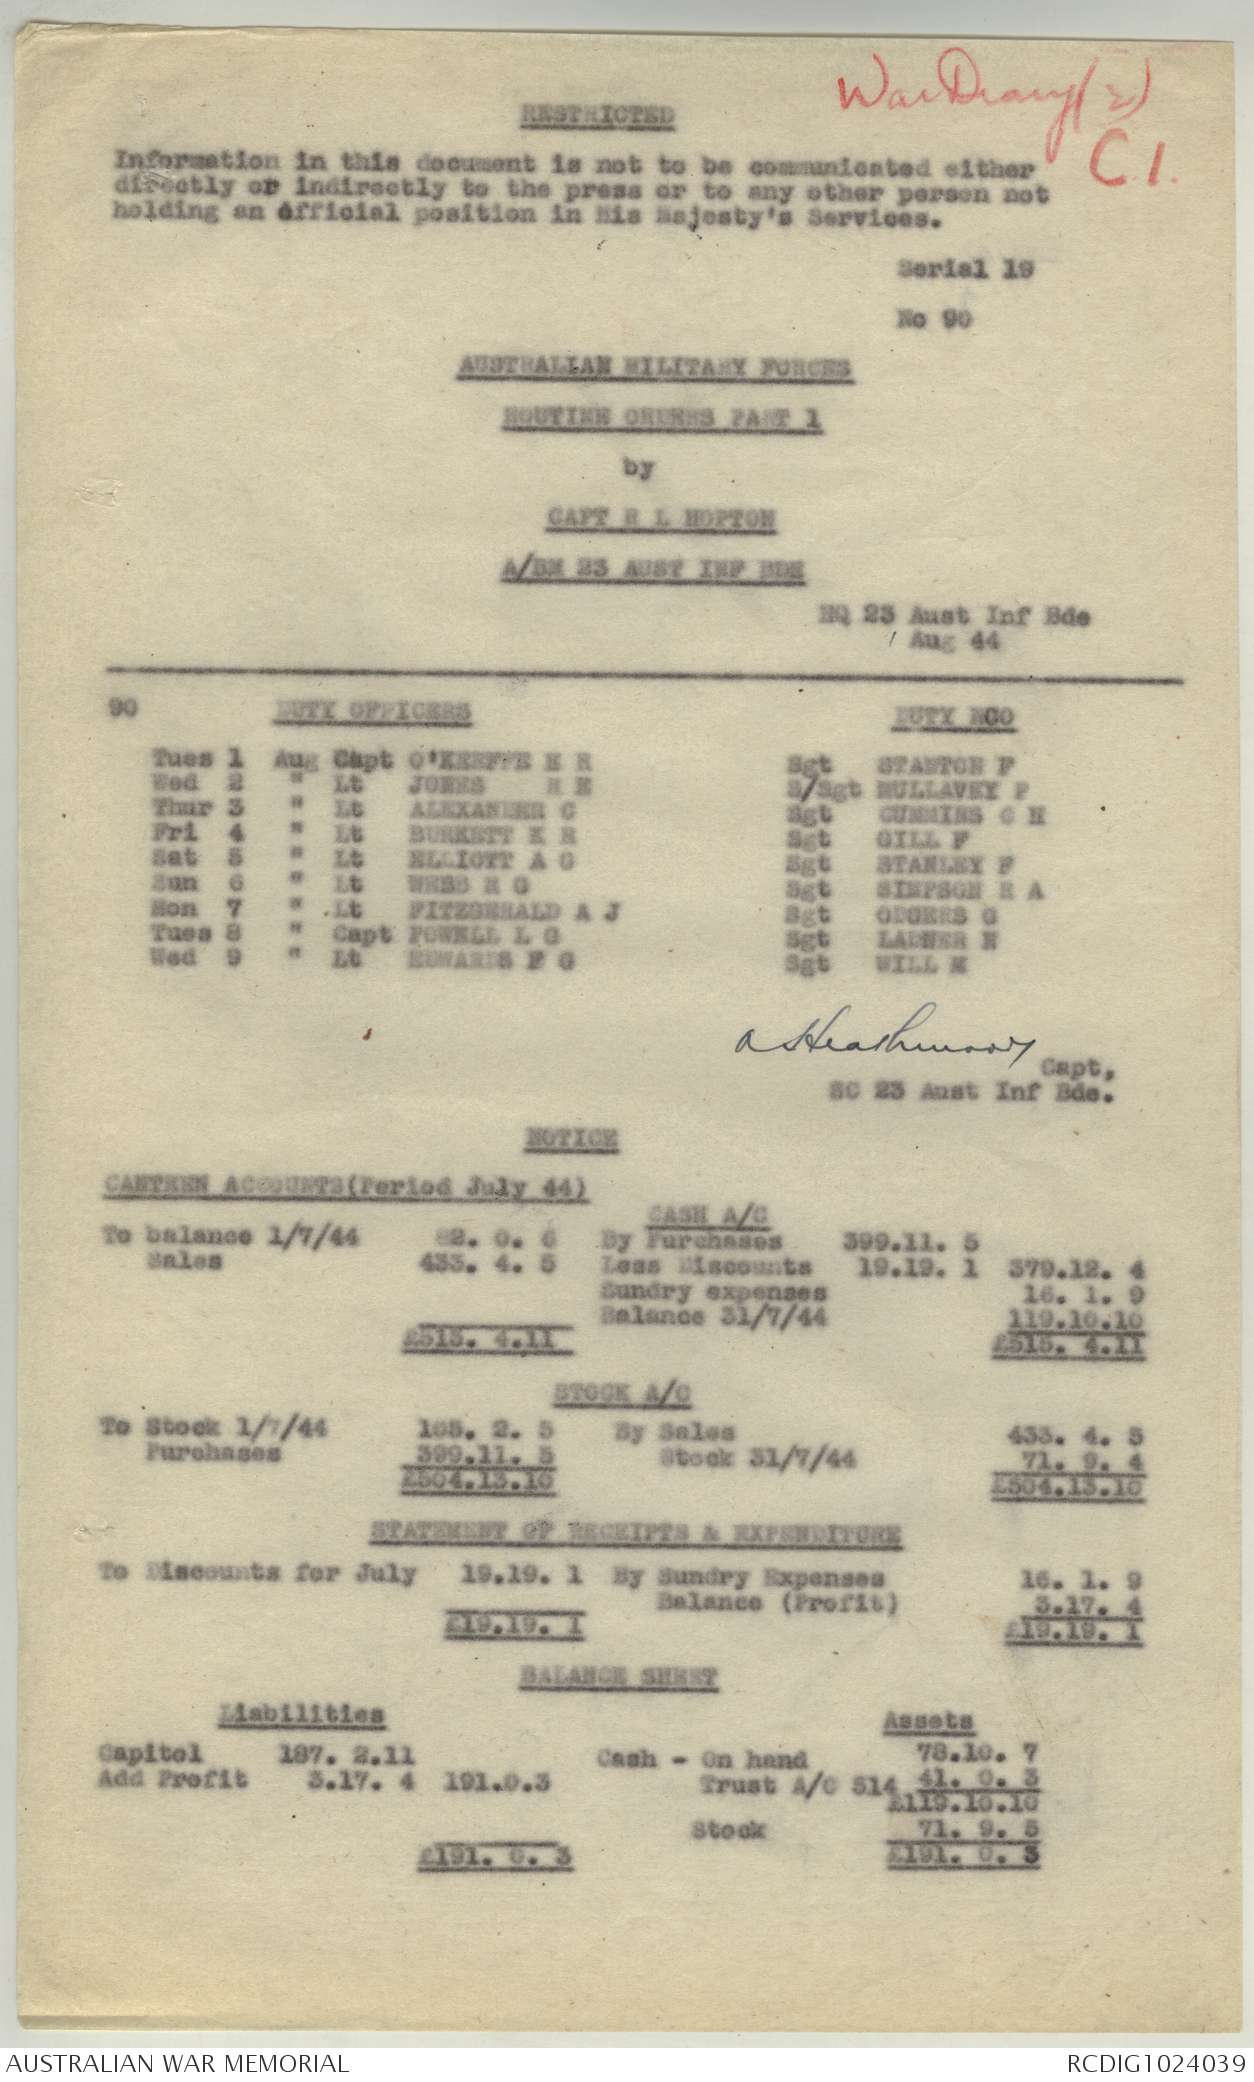 War Diary (2)
C.1.
RESTRICTED
Information in this document is not to be communicated either
directly or indirectly to the press or to any other person not
holding an official position in His Majesty's Services.
Serial 19
No 90
AUSTRALIAN MILITARY FORCES
ROUTINE ORDERS PART 1
by
CAPT R L HOPTON
A/BM 23 AUST INF BDE
HQ 23 Aust Inf Bde
1 Aug 44
90 DUTY OFFICERS DUTY NCO
Tues 1 Aug Capt O'KEEFFE H R Sgt STANTON F
Wed 2 " Lt JONES H E S/Sgt MULLAVEY P
Thur 3 " Lt ALEXANDER G Sgt CUMMINS C H
Fri 4 " Lt BURKETT K R Sgt GILL F
Sat 5 " Lt ELLIOTT A G Sgt STANLEY F
Sun 6 " Lt WEBB R G Sgt SIMPSON R A
Mon 7 " Lt FITZGERALD A J Sgt ODGERS G
Tues 8 " Capt POWELL L G Sgt LADNER H
Wed 9 " Lt EDWARDS F G Sgt WILL M
Capt,
SC 23 Aust Inf Bde.
NOTICE
CANTEEN ACCOUNTS(Period July 44)
CASH A/C
To balance 1/7/44 82. 0. 6 By Purchases 399.11. 5
Sales 433. 4. 5 Less Discounts 19.19. 1 379.12. 4
Sundry expenses 16. 1. 9
Balance 31/7/44 119.10.10
£515. 4.11 £515. 4.11
STOCK A/C
To Stock 1/7/44 105. 2. 5 By Sales 433. 4. 5
Purchases 399.11. 5 Stock 31/7/44 71. 9. 4
£504.13.10 £504.13.10
STATEMENT OF RECEIPTS & EXPENDITURE
To Discounts for July 19.19. 1 By Sundry Expenses 16. 1. 9
Balance (Profit) 3.17. 4
£19.19. 1 £19.19. 1
BALANCE SHEET
Liabilities Assets
Capitol 187. 2.11 Cash - On hand 78.10. 7
Add Profit 3.17. 4 191.0.3 Trust A/C 514 41. 0. 3
£119.10.10
Stock 71. 9. 5
£191. 0. 3 £191. 0. 3
AUSTRALIAN WAR MEMORIAL RCDIG1024039